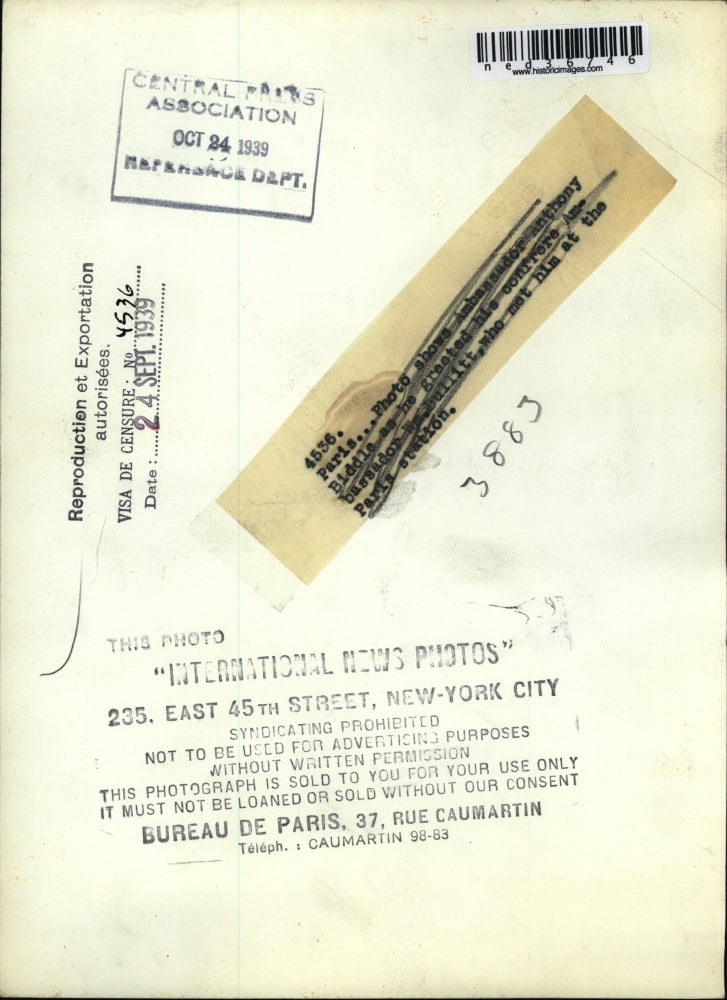 ned36746
www.historicimages.com
CENTRAL PRESS
ASSOCIATION
OCT 24 1939
REFERENCE DEPT.
Reproduction et Exportation
autorisées.
VISA DE CENSURE: No 4536
Date: 24 SEPT. 1939
4536.
Paris...Photo shows Ambassador Anthony
Biddle as he greeted his confrere Am-
bassador Bullitt, who met him at the
Paris station.
3883
THIS PHOTO
"INTERNATIONAL NEWS PHOTOS"
235, EAST 45TH STREET, NEW-YORK CITY
SYNDICATING PROHIBITED
NOT TO BE USED FOR ADVERTICING PURPOSES
WITHOUT WRITTEN PERMISSION
THIS PHOTOGRAPH IS SOLD TO YOU FOR YOUR USE ONLY
IT MUST NOT BE LOANED OR SOLD WITHOUT OUR CONSENT
BUREAU DE PARIS, 37, RUE CAUMARTIN
Téléph. : CAUMARTIN 98-83